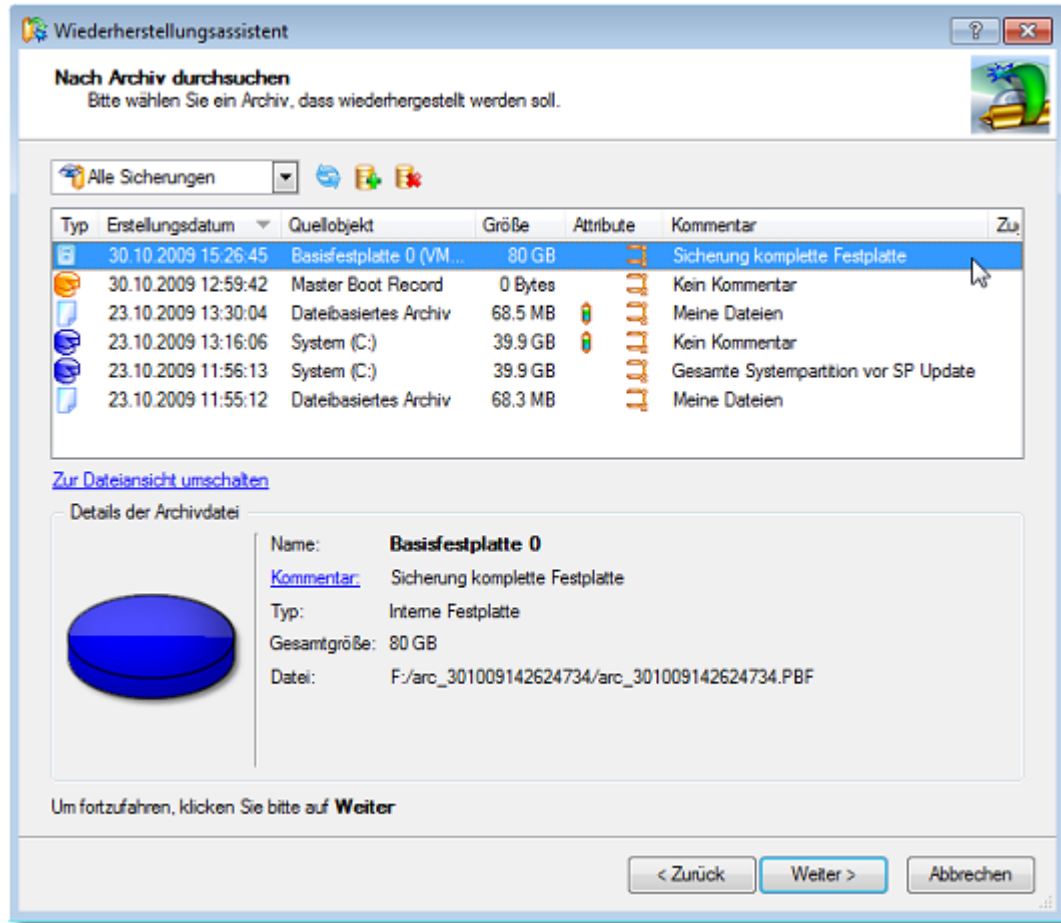 Wiederherstellungsassistent
Nach Archiv durchsuchen
Bitte wählen Sie ein Archiv, dass wiederhergestellt werden soll.
Alle Sicherungen
Typ Erstellungsdatum Quellobjekt Größe Attribute Kommentar Zu
30.10.2009 15:26:45 Basisfestplatte 0 (VM... 80 GB Sicherung komplette Festplatte
30.10.2009 12:59:42 Master Boot Record 0 Bytes Kein Kommentar
23.10.2009 13:30:04 Dateibasiertes Archiv 68.5 MB Meine Dateien
23.10.2009 13:16:06 System (C:) 39.9 GB Kein Kommentar
23.10.2009 11:56:13 System (C:) 39.9 GB Gesamte Systempartition vor SP Update
23.10.2009 11:55:12 Dateibasiertes Archiv 68.3 MB Meine Dateien
Zur Dateiansicht umschalten
Details der Archivdatei
Name: Basisfestplatte 0
Kommentar: Sicherung komplette Festplatte
Typ: Interne Festplatte
Gesamtgröße: 80 GB
Datei: F:/arc_301009142624734/arc_301009142624734.PBF
Um fortzufahren, klicken Sie bitte auf Weiter
< Zurück Weiter > Abbrechen